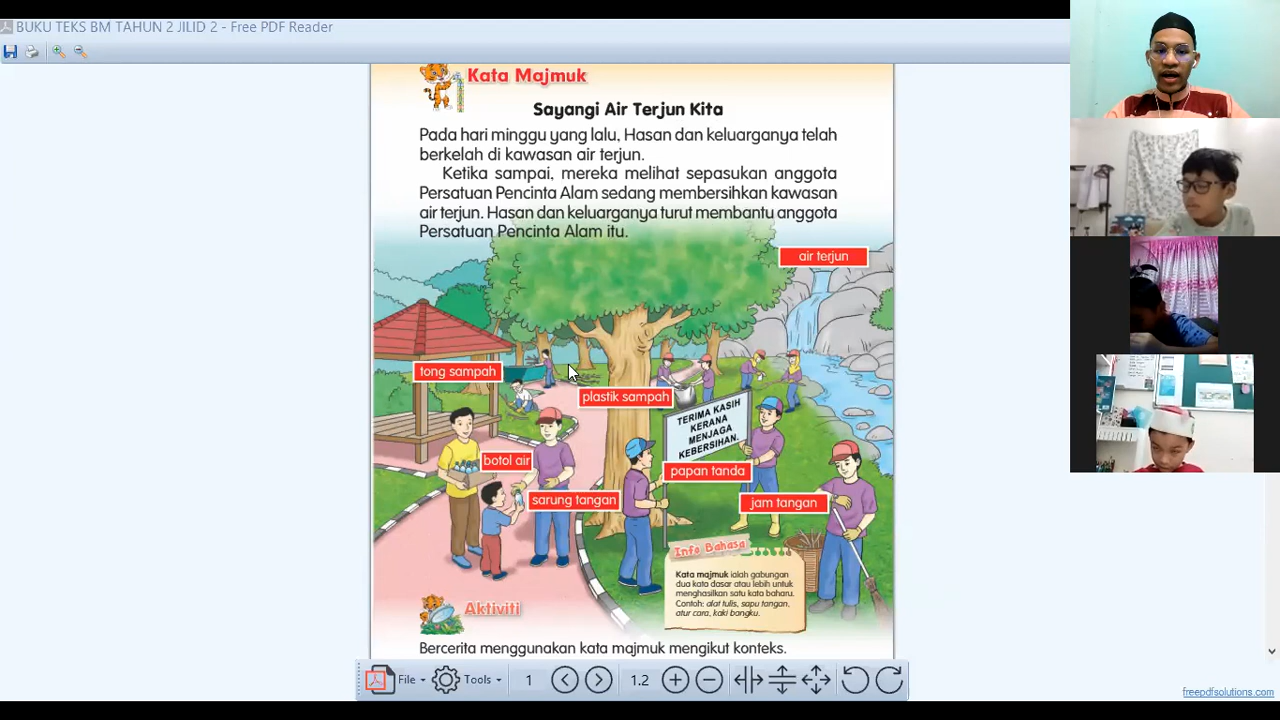 BUKU TEKS BM TAHUN 2 JILID 2 - Free PDF Reader
Kata Majmuk
Sayangi Air Terjun Kita
Pada hari minggu yang lalu, Hasan dan keluarganya telah
berkelah di kawasan air terjun.
Ketika sampai, mereka melihat sepasukan anggota
Persatuan Pencinta Alam sedang membersihkan kawasan
air terjun. Hasan dan keluarganya turut membantu anggota
Persatuan Pencinta Alam itu.
air terjun
tong sampah
plastik sampah
TERIMA KASIH
KERANA
MENJAGA
KEBERSIHAN.
botol air
papan tanda
sarung tangan
jam tangan
Info Bahasa
Kata majmuk ialah gabungan
dua kata dasar atau lebih untuk
menghasilkan satu kata baharu.
Contoh: alat tulis, sapu tangan,
atur cara, kaki bangku.
Aktiviti
Bercerita menggunakan kata majmuk mengikut konteks.
File
Tools
1
1.2
freepdfsolutions.com